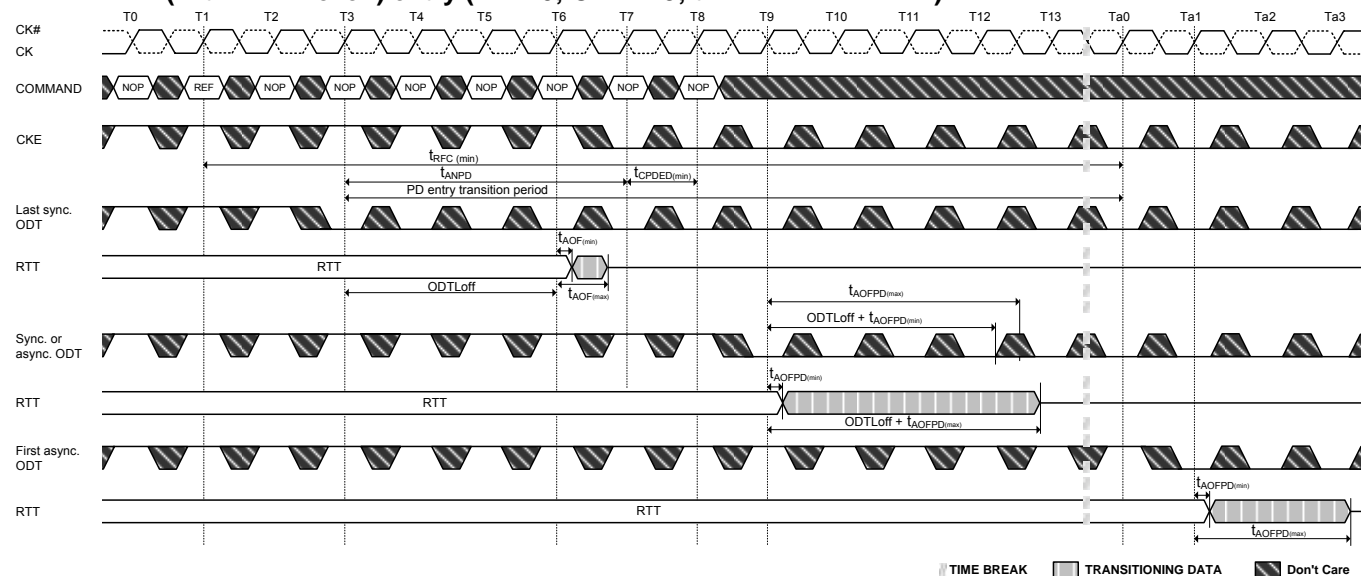 T0 T1 T2 T3 T4 T5 T6 T7 T8 T9 T10 T11 T12 T13 Ta0 Ta1 Ta2 Ta3
CK#
CK
COMMAND NOP REF NOP NOP NOP NOP NOP NOP NOP
CKE
tRFC (min)
tANPD tCPDED(min)
PD entry transition period
Last sync.
ODT
tAOF(min)
RTT RTT
ODTLoff tAOF(max)
tAOFPD(max)
ODTLoff + tAOFPD(min)
Sync. or
async. ODT
tAOFPD(min)
RTT RTT
ODTLoff + tAOFPD(max)
First async.
ODT
tAOFPD(min)
RTT RTT
tAOFPD(max)
TIME BREAK TRANSITIONING DATA Don't Care